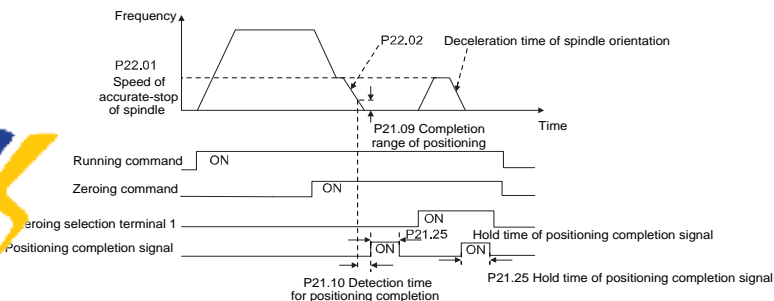 Frequency
P22.02
Deceleration time of spindle orientation
P22.01
Speed of
accurate-stop
of spindle
Time
P21.09 Completion
range of positioning
Running command
ON
Zeroing command
ON
eroing selection terminal 1
ON
P21.25
Hold time of positioning completion signal
Positioning completion signal
ON
ON
P21.25 Hold time of positioning completion signal
P21.10 Detection time
for positioning completion